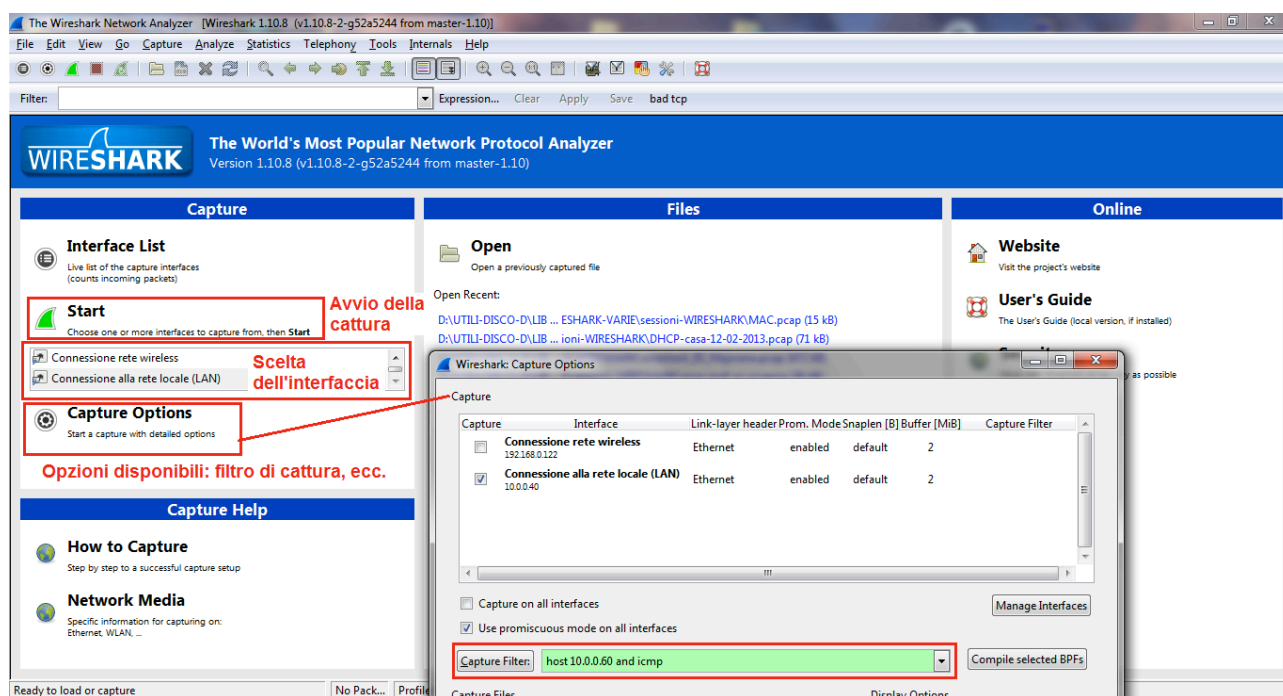 The Wireshark Network Analyzer [Wireshark 1.10.8 (v1.10.8-2-g52a5244 from master-1.10)]
File Edit View Go Capture Analyze Statistics Telephony Tools Internals Help
Filter: Expression... Clear Apply Save bad tcp
WIRESHARK
The World's Most Popular Network Protocol Analyzer
Version 1.10.8 (v1.10.8-2-g52a5244 from master-1.10)
Capture
Interface List
Live list of the capture interfaces
(counts incoming packets)
Start
Choose one or more interfaces to capture from, then Start
Avvio della
cattura
Connessione rete wireless
Connessione alla rete locale (LAN)
Scelta
dell'interfaccia
Capture Options
Start a capture with detailed options
Opzioni disponibili: filtro di cattura, ecc.
Capture Help
How to Capture
Step by step to a successful capture setup
Network Media
Specific information for capturing on:
Ethernet, WLAN, ...
Files
Open
Open a previously captured file
Open Recent:
D:\UTILI-DISCO-D\LIB ... ESHARK-VARIE\sessioni-WIRESHARK\MAC.pcap (15 kB)
D:\UTILI-DISCO-D\LIB ... ioni-WIRESHARK\DHCP-casa-12-02-2013.pcap (71 kB)
Online
Website
Visit the project's website
User's Guide
The User's Guide (local version, if installed)
y as possible
Wireshark: Capture Options
Capture
Capture Interface Link-layer header Prom. Mode Snaplen [B] Buffer [MiB] Capture Filter
Connessione rete wireless
192.168.0.122
Ethernet enabled default 2
Connessione alla rete locale (LAN)
10.0.0.40
Ethernet enabled default 2
Capture on all interfaces
Manage Interfaces
Use promiscuous mode on all interfaces
Capture Filter: host 10.0.0.60 and icmp
Compile selected BPFs
Capture Files
Display Options
Ready to load or capture
No Pack... Profile